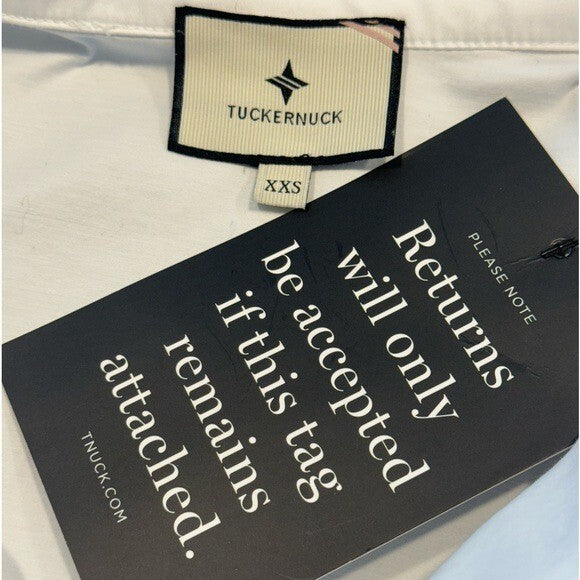 TUCKERNUCK
XXS
PLEASE NOTE
Returns
will only
be accepted
if this tag
remains
attached.
TNUCK.COM